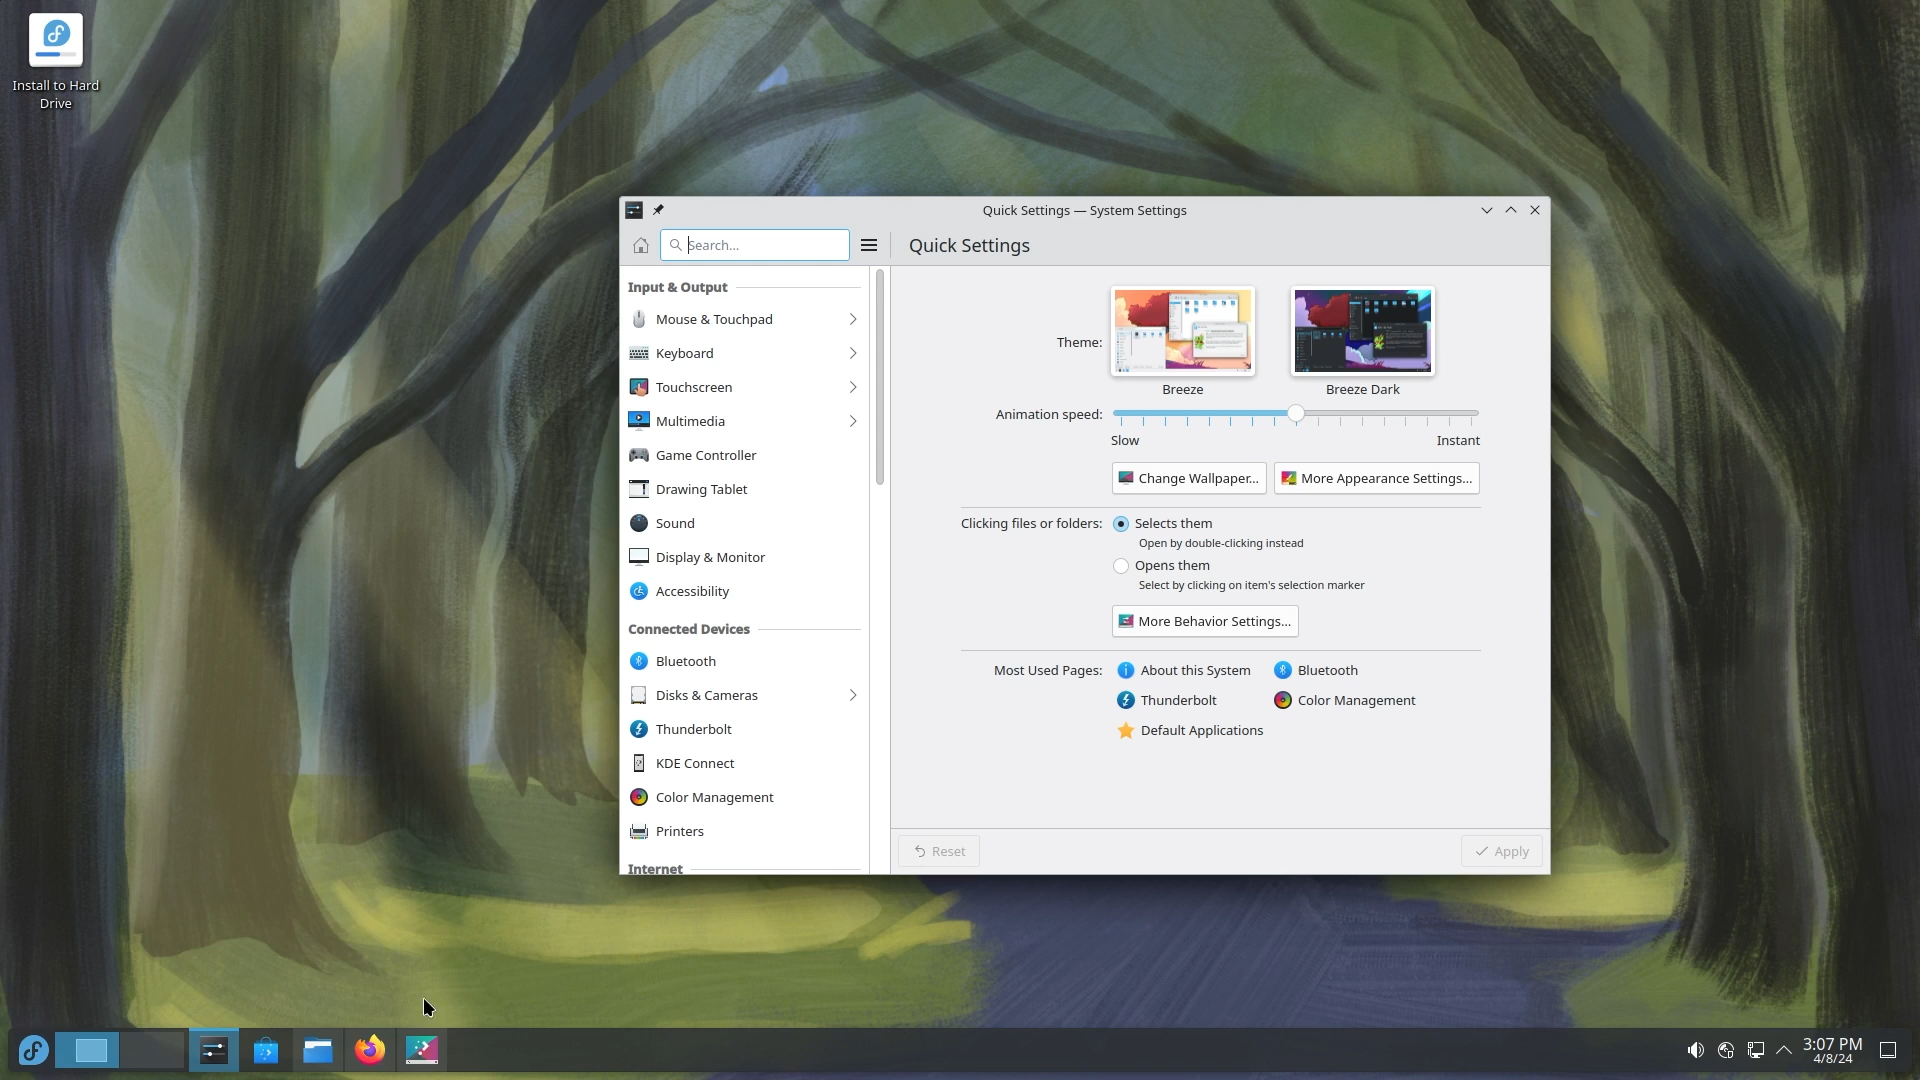 Install to Hard
Drive
Quick Settings — System Settings
Search...
Quick Settings
Input & Output
Mouse & Touchpad
Keyboard
Touchscreen
Multimedia
Game Controller
Drawing Tablet
Sound
Display & Monitor
Accessibility
Connected Devices
Bluetooth
Disks & Cameras
Thunderbolt
KDE Connect
Color Management
Printers
Internet
Theme:
Breeze
Breeze Dark
Animation speed:
Slow
Instant
Change Wallpaper...
More Appearance Settings...
Clicking files or folders:
Selects them
Open by double-clicking instead
Opens them
Select by clicking on item's selection marker
More Behavior Settings...
Most Used Pages:
About this System
Bluetooth
Thunderbolt
Color Management
Default Applications
Reset
Apply
3:07 PM
4/8/24